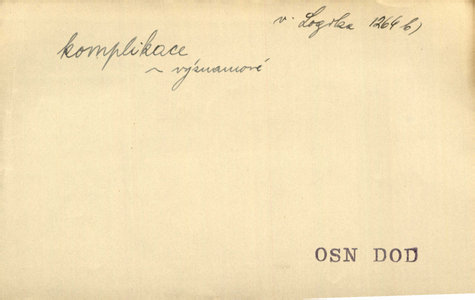 v. Logika 1264 b)
komplikace
~ významové
OSN DOD